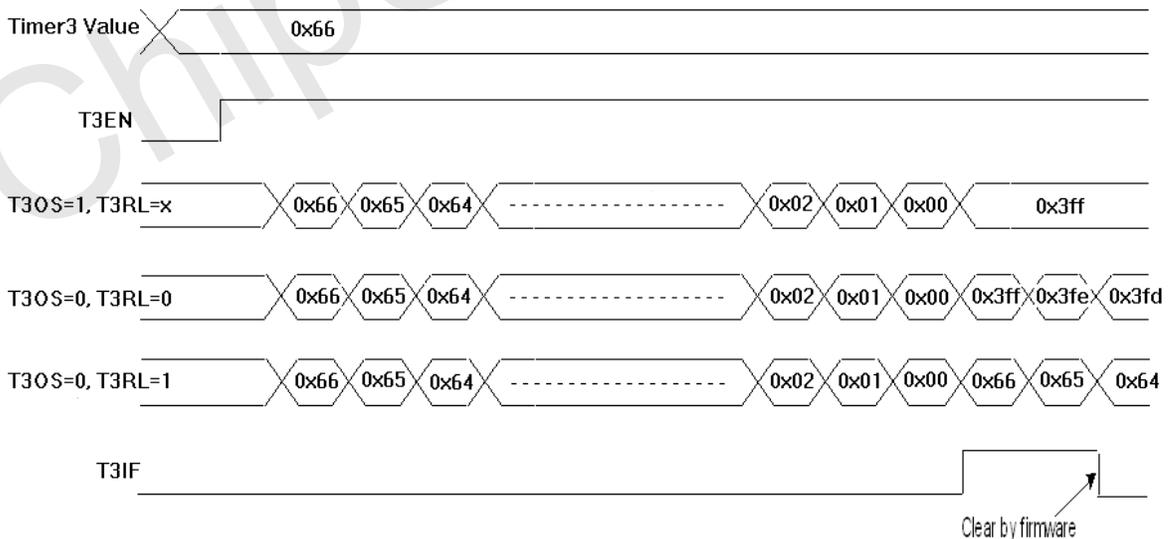 Timer3 Value 0x66
T3EN
T3OS=1, T3RL=x 0x66 0x65 0x64 0x02 0x01 0x00 0x3ff
T3OS=0, T3RL=0 0x66 0x65 0x64 0x02 0x01 0x00 0x3ff 0x3fe 0x3fd
T3OS=0, T3RL=1 0x66 0x65 0x64 0x02 0x01 0x00 0x66 0x65 0x64
T3IF
Clear by firmware